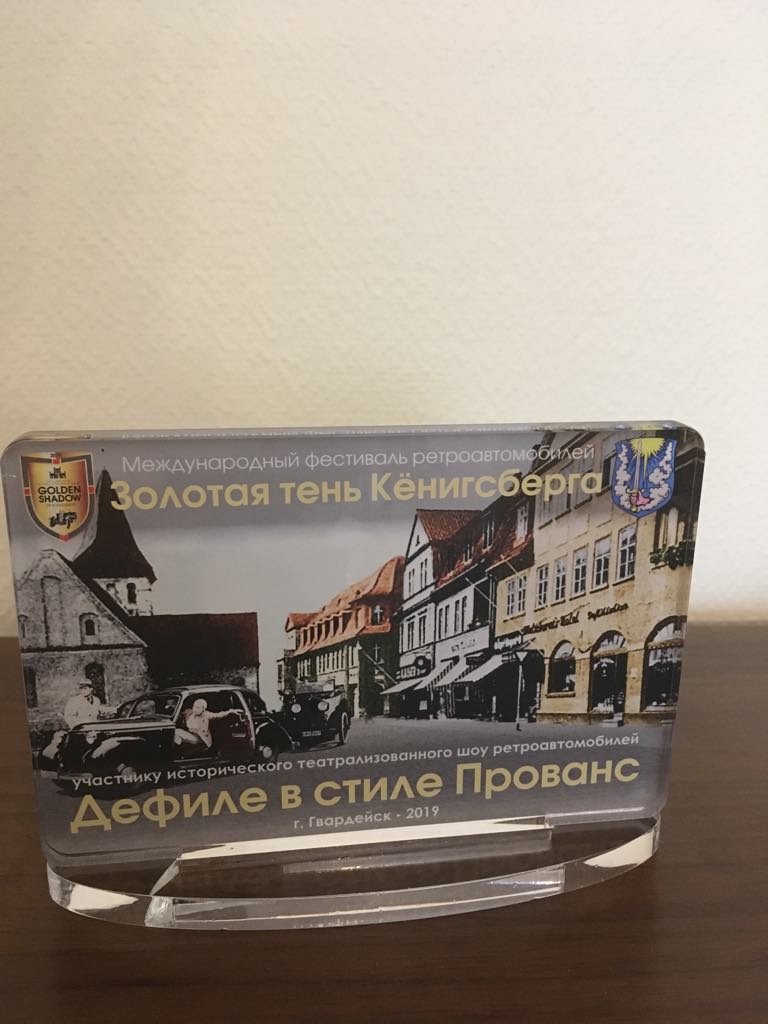 Международный фестиваль ретроавтомобилей
Золотая тень Кёнигсберга
GOLDEN
SHADOW
участнику исторического театрализованного шоу ретроавтомобилей
Дефиле в стиле Прованс
г. Гвардейск - 2019